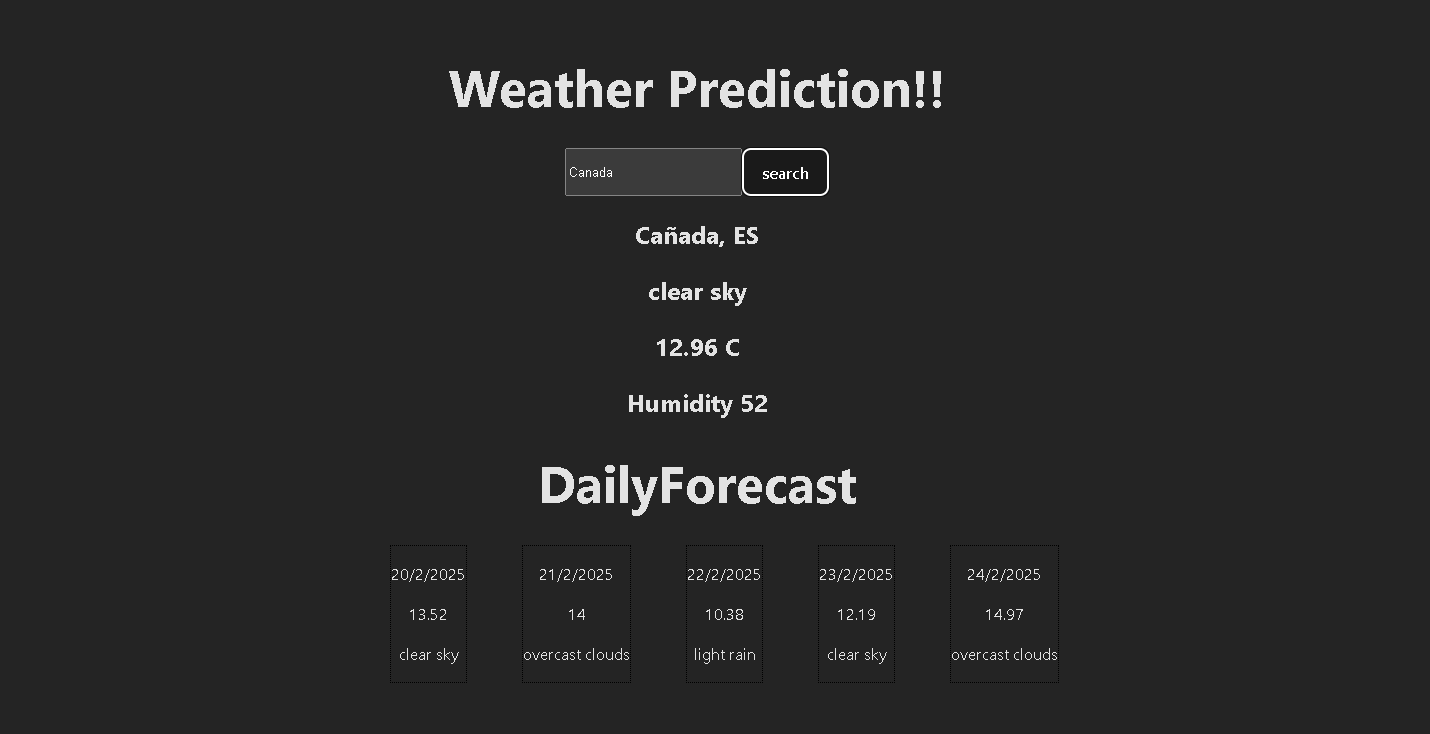 Weather Prediction!!
Canada
search
Cañada, ES
clear sky
12.96 C
Humidity 52
DailyForecast
20/2/2025
13.52
clear sky
21/2/2025
14
overcast clouds
22/2/2025
10.38
light rain
23/2/2025
12.19
clear sky
24/2/2025
14.97
overcast clouds